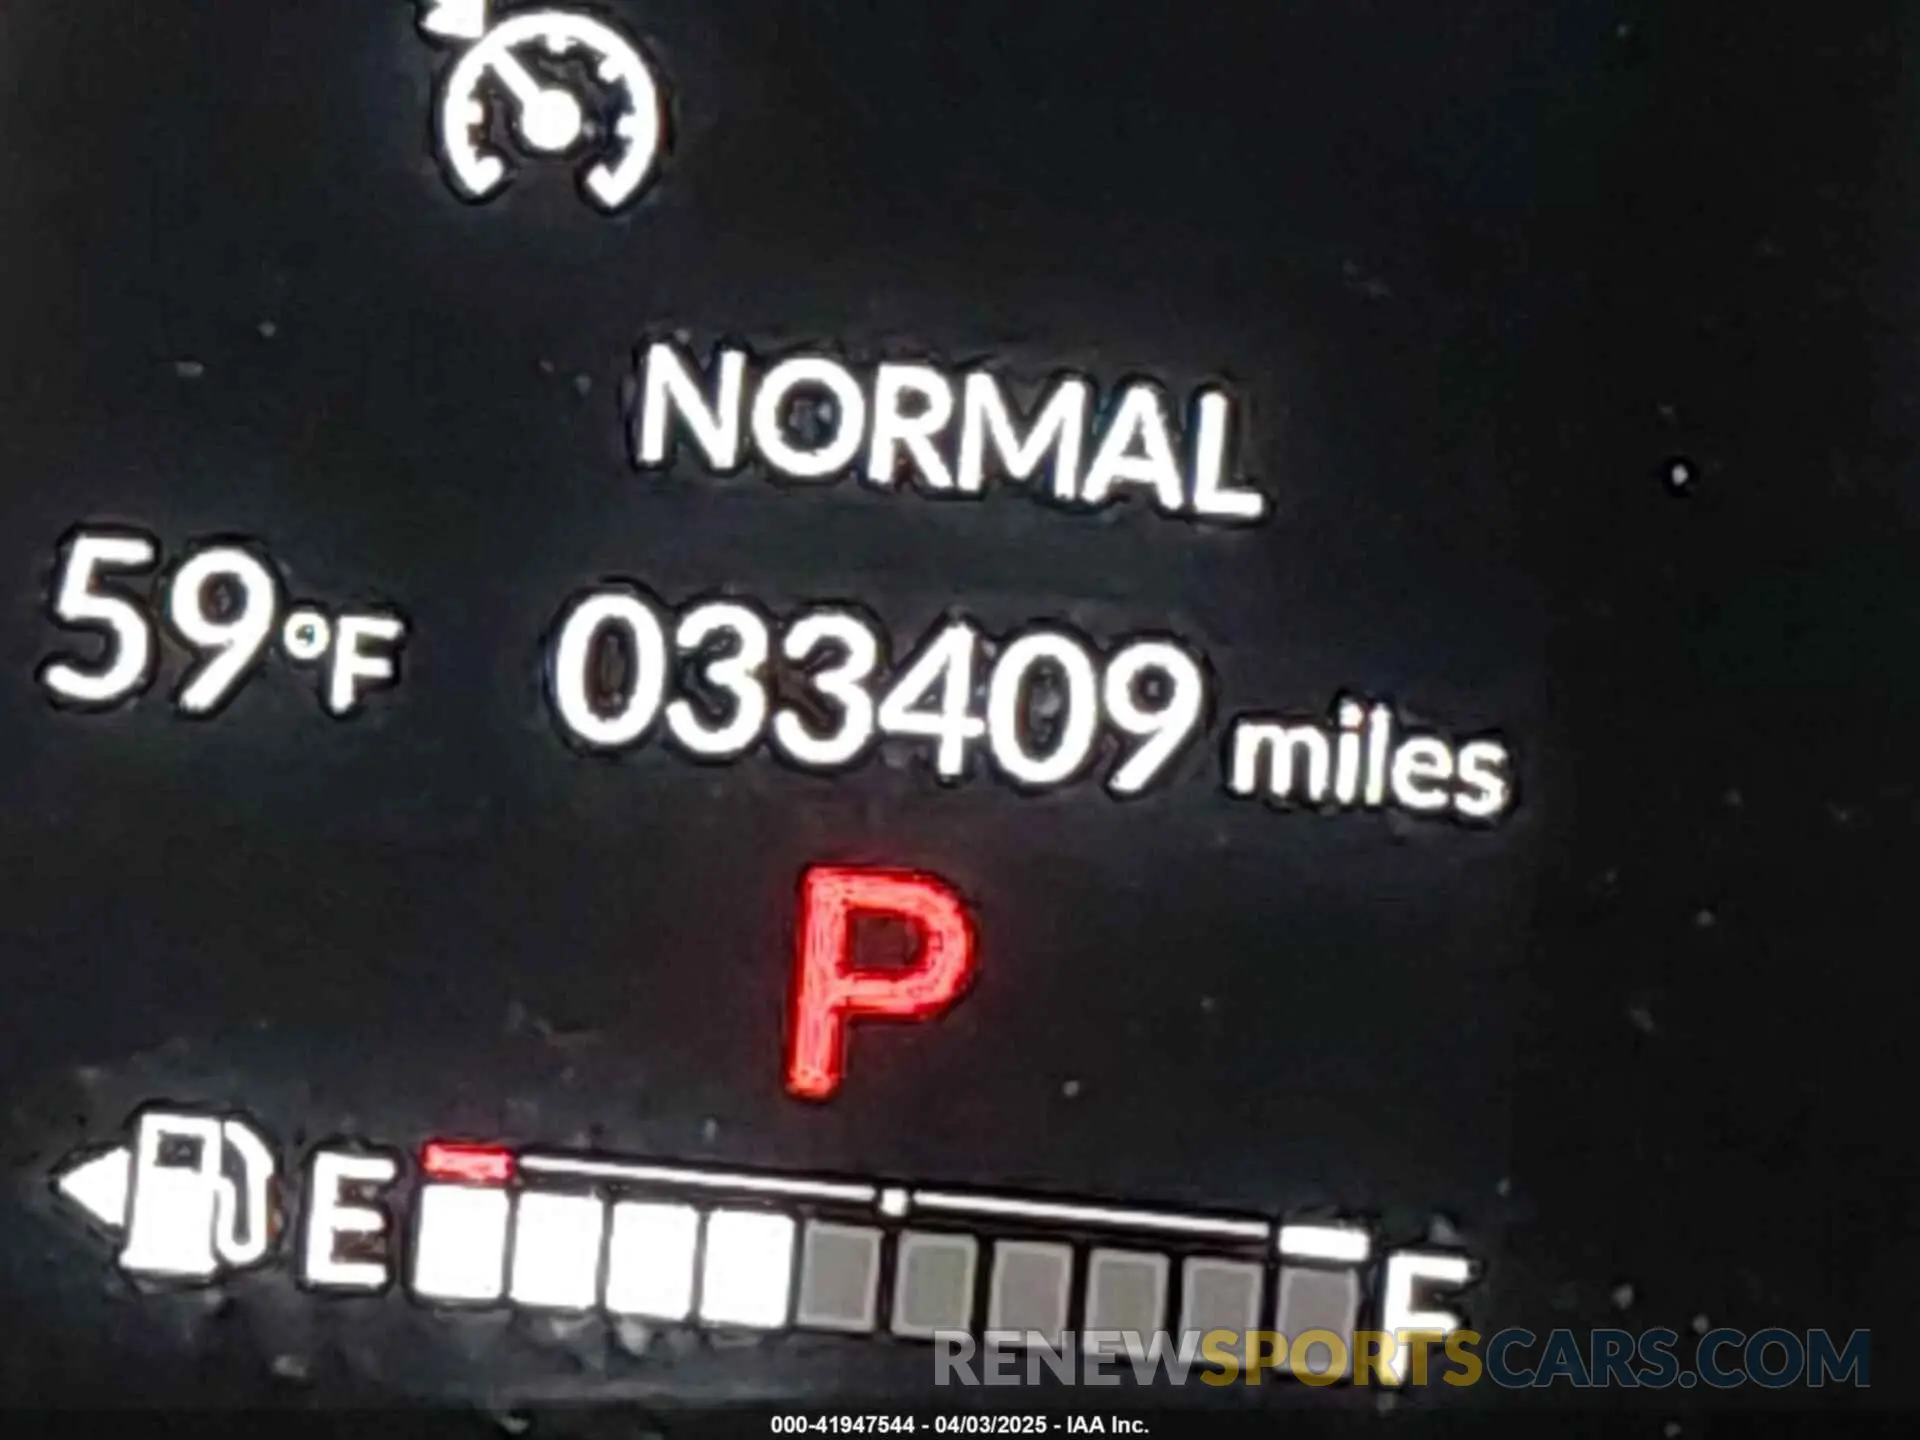 NORMAL
59°F 033409 miles
P
E F
RENEWSPORTSCARS.COM
000-41947544 - 04/03/2025 - IAA Inc.